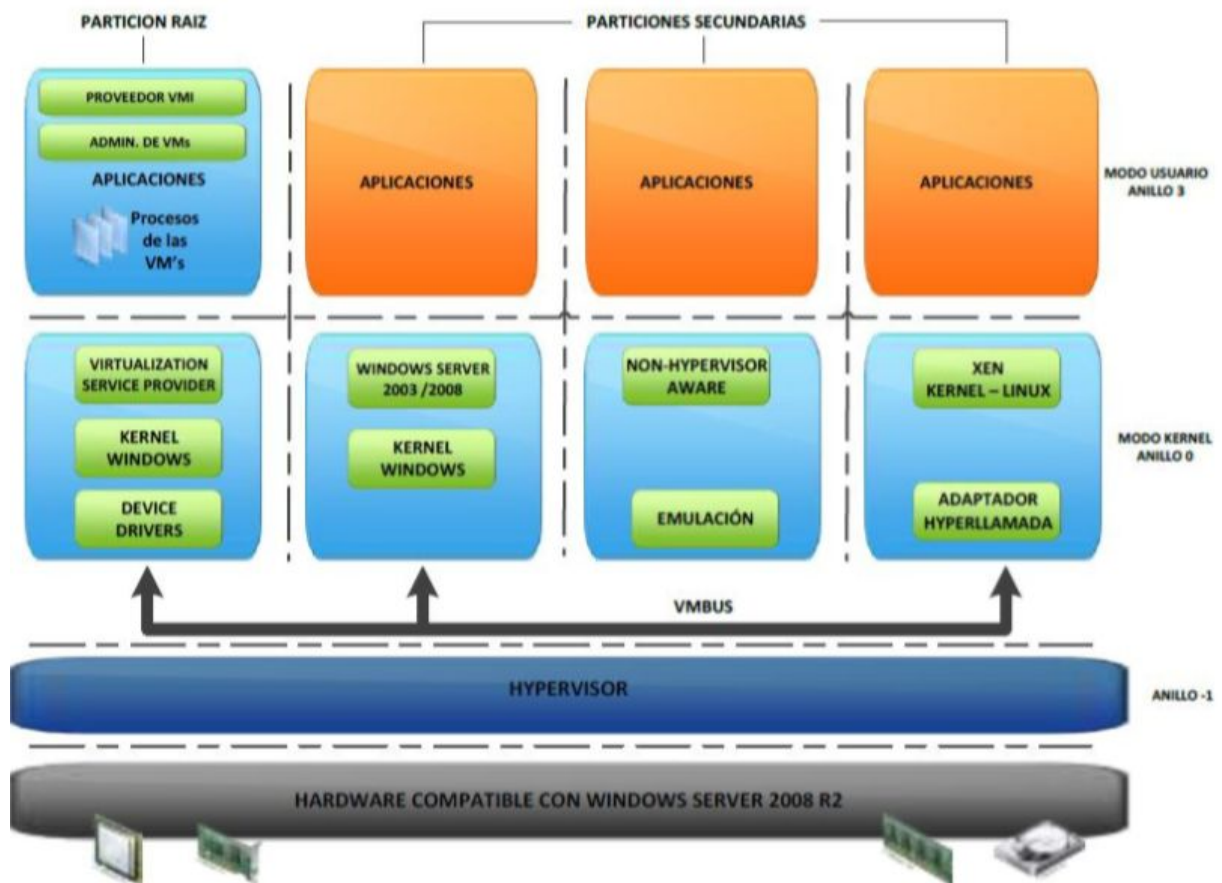 PARTICION RAIZ
PARTICIONES SECUNDARIAS
PROVEEDOR VMI
ADMIN. DE VMs
APLICACIONES
Procesos
de las
VM's
APLICACIONES
APLICACIONES
APLICACIONES
MODO USUARIO
ANILLO 3
VIRTUALIZATION
SERVICE PROVIDER
KERNEL
WINDOWS
DEVICE
DRIVERS
WINDOWS SERVER
2003 /2008
KERNEL
WINDOWS
NON-HYPERVISOR
AWARE
EMULACIÓN
XEN
KERNEL – LINUX
ADAPTADOR
HYPERLLAMADA
MODO KERNEL
ANILLO 0
VMBUS
HYPERVISOR
ANILLO -1
HARDWARE COMPATIBLE CON WINDOWS SERVER 2008 R2